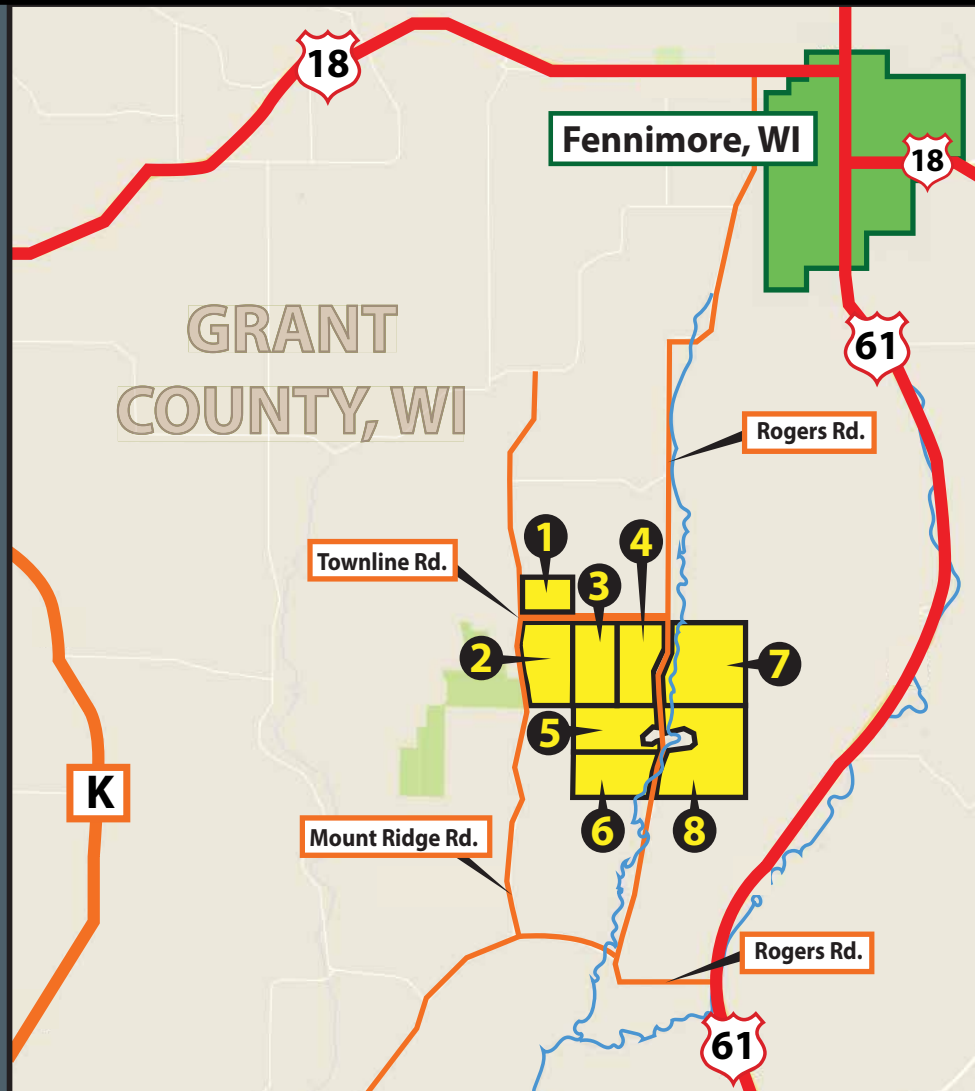 18
Fennimore, WI
18
GRANT
COUNTY, WI
61
Rogers Rd.
1
4
Townline Rd.
3
2
7
5
K
Mount Ridge Rd.
6
8
Rogers Rd.
61